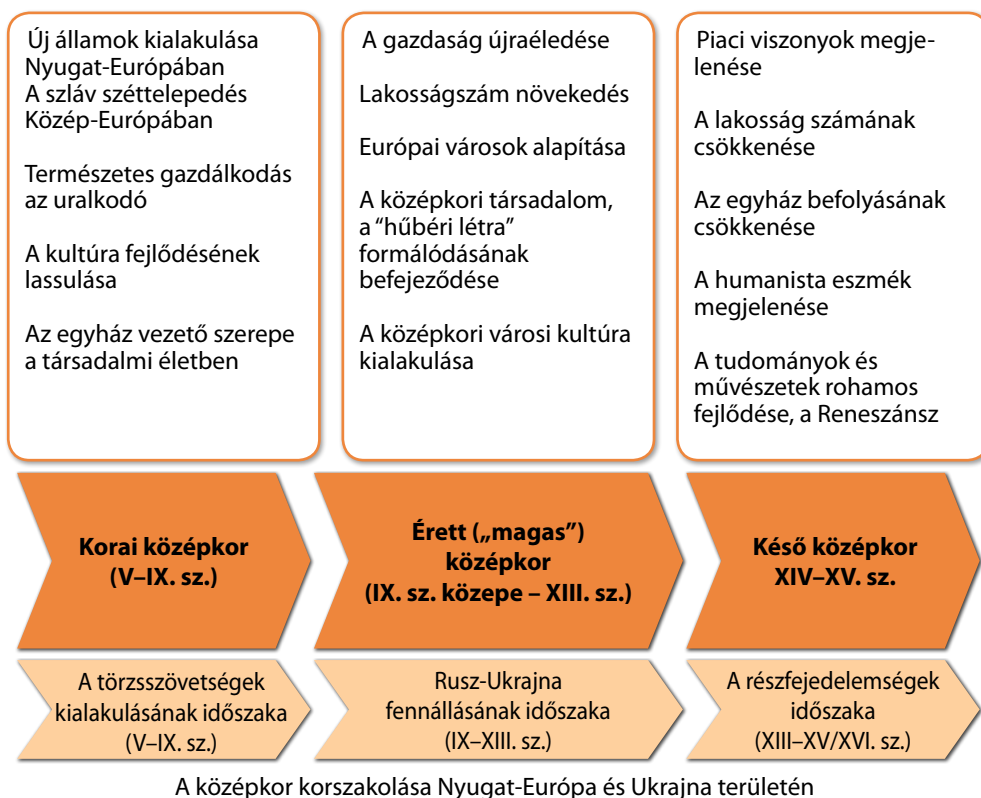 Új államok kialakulása
Nyugat-Európában
A szláv széttelepedés
Közép-Európában
Természetes gazdálkodás
az uralkodó
A kultúra fejlődésének
lassulása
Az egyház vezető szerepe
a társadalmi életben
A gazdaság újraéledése
Lakosságszám növekedés
Európai városok alapítása
A középkori társadalom,
a "hűbéri létra"
formálódásának
befejeződése
A középkori városi kultúra
kialakulása
Piaci viszonyok megje-
lenése
A lakosság számának
csökkenése
Az egyház befolyásának
csökkenése
A humanista eszmék
megjelenése
A tudományok és
művészetek rohamos
fejlődése, a Reneszánsz
Korai középkor
(V–IX. sz.)
Érett („magas”)
középkor
(IX. sz. közepe – XIII. sz.)
Késő középkor
XIV–XV. sz.
A törzsszövetségek
kialakulásának időszaka
(V–IX. sz.)
Rusz-Ukrajna
fennállásának időszaka
(IX–XIII. sz.)
A részfejedelemségek
időszaka
(XIII–XV/XVI. sz.)
A középkor korszakolása Nyugat-Európa és Ukrajna területén